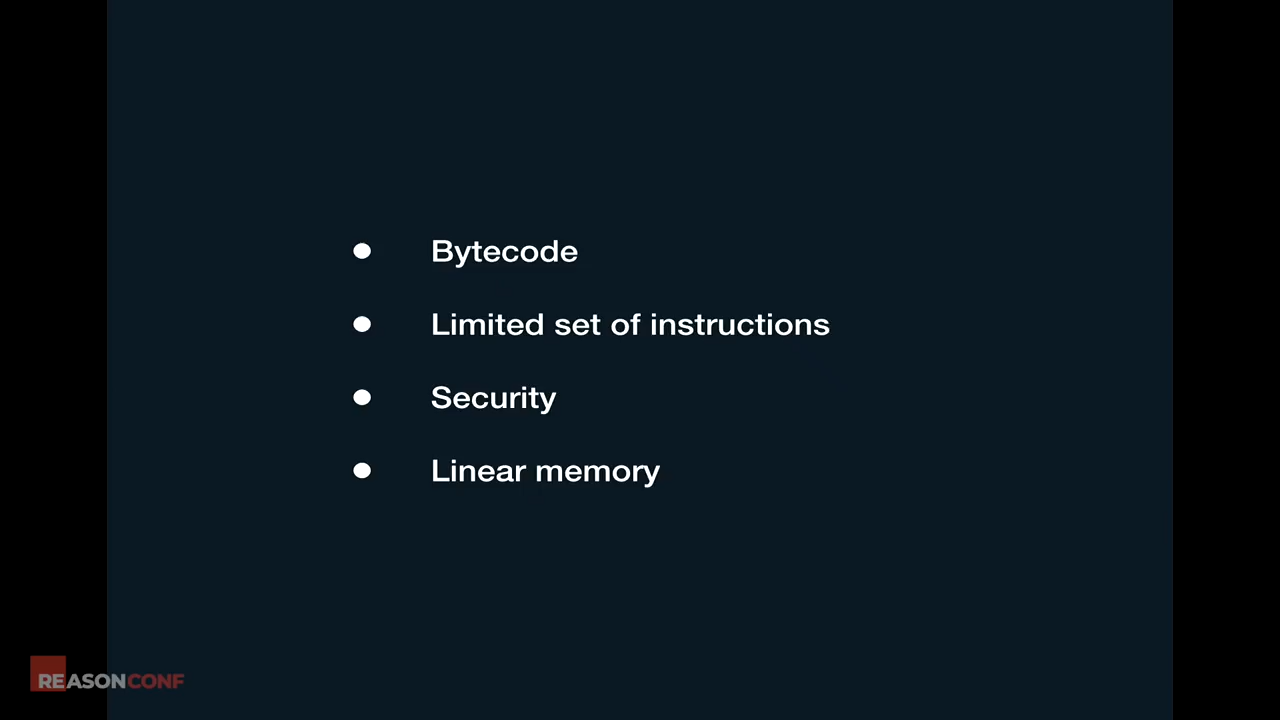 Bytecode
Limited set of instructions
Security
Linear memory
REASONCONF